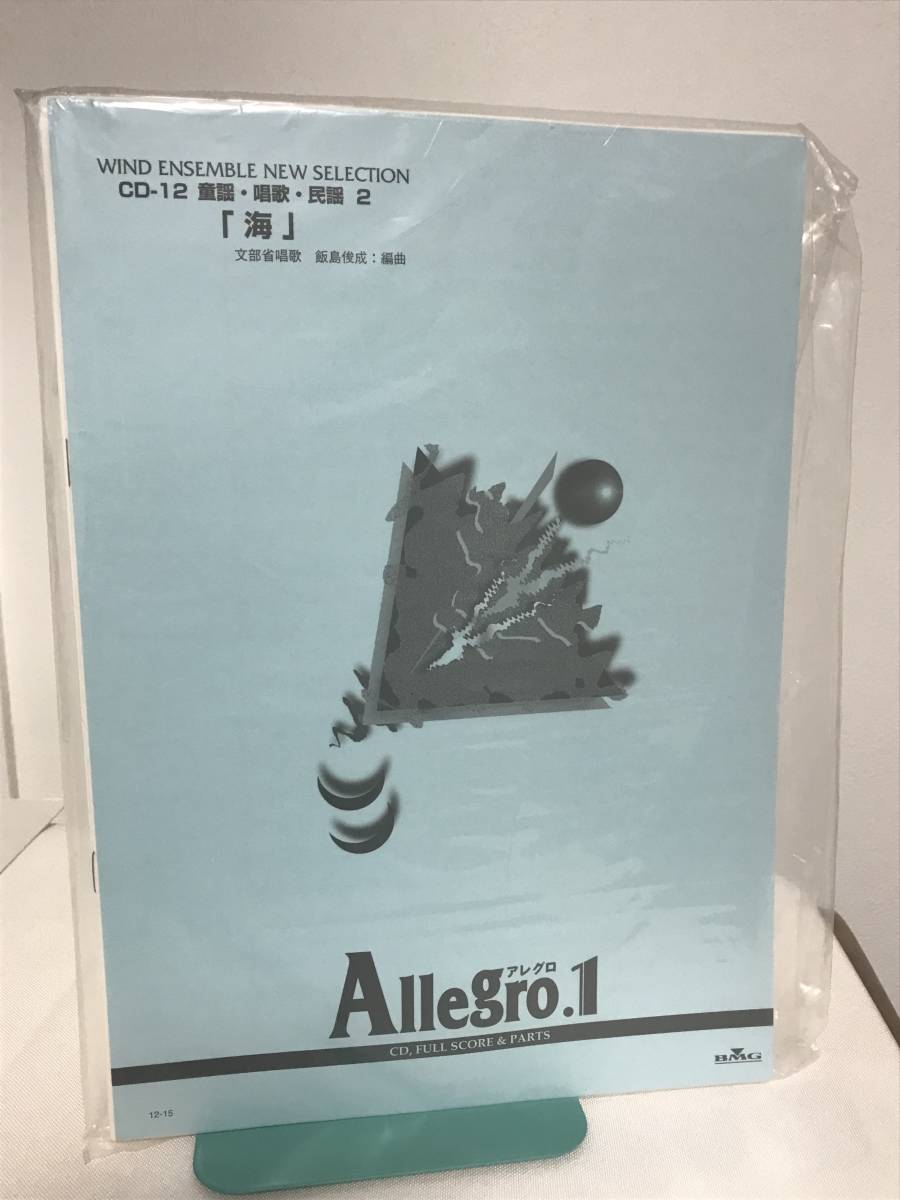 WIND ENSEMBLE NEW SELECTION
CD-12 童謡・唱歌・民謡 2
「海」
文部省唱歌 飯島俊成：編曲
アレグロ
Allegro.1
CD, FULL SCORE & PARTS
BMG
12-15